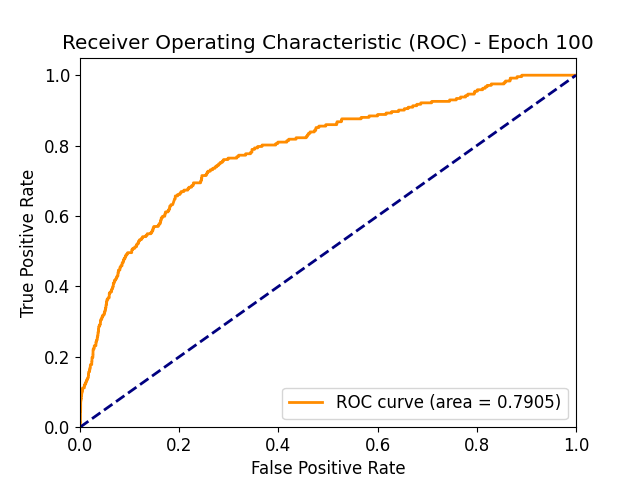 Receiver Operating Characteristic (ROC) - Epoch 100
True Positive Rate
1.0
0.8
0.6
0.4
0.2
0.0
ROC curve (area = 0.7905)
0.0 0.2 0.4 0.6 0.8 1.0
False Positive Rate